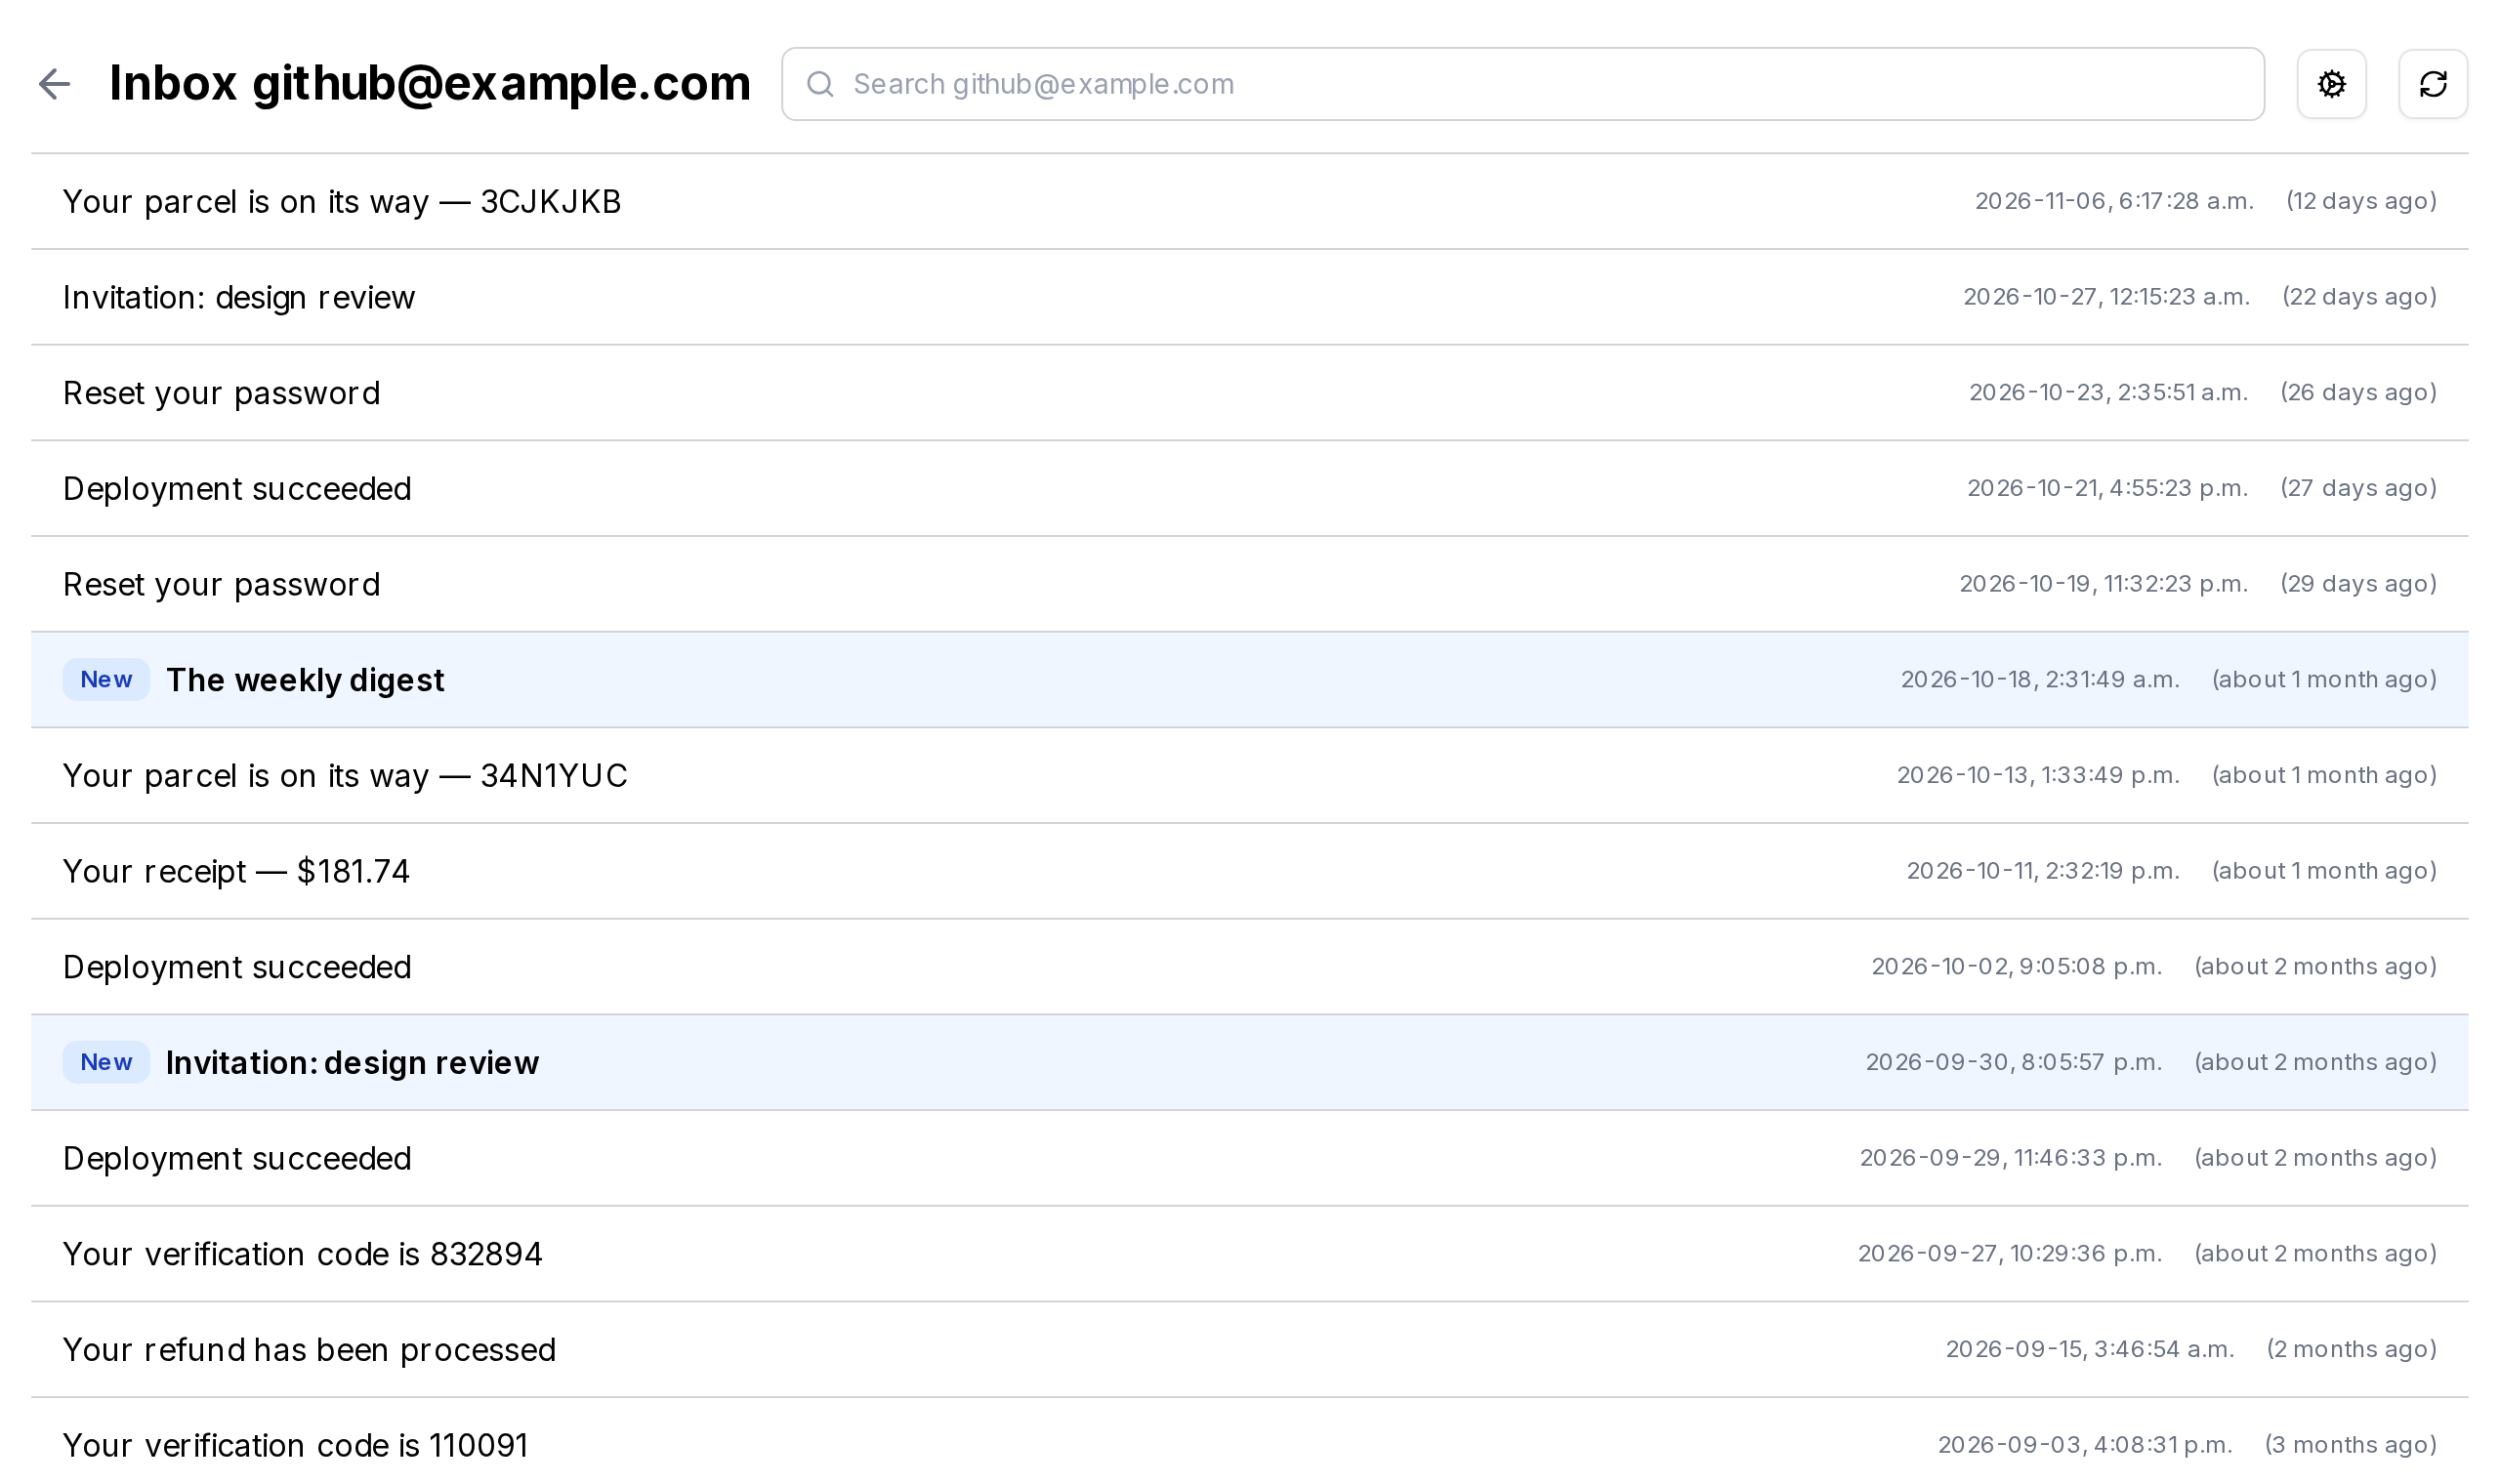 Inbox github@example.com
Search github@example.com
Your parcel is on its way — 3CJKJKB 2026-11-06, 6:17:28 a.m. (12 days ago)
Invitation: design review 2026-10-27, 12:15:23 a.m. (22 days ago)
Reset your password 2026-10-23, 2:35:51 a.m. (26 days ago)
Deployment succeeded 2026-10-21, 4:55:23 p.m. (27 days ago)
Reset your password 2026-10-19, 11:32:23 p.m. (29 days ago)
New The weekly digest 2026-10-18, 2:31:49 a.m. (about 1 month ago)
Your parcel is on its way — 34N1YUC 2026-10-13, 1:33:49 p.m. (about 1 month ago)
Your receipt — $181.74 2026-10-11, 2:32:19 p.m. (about 1 month ago)
Deployment succeeded 2026-10-02, 9:05:08 p.m. (about 2 months ago)
New Invitation: design review 2026-09-30, 8:05:57 p.m. (about 2 months ago)
Deployment succeeded 2026-09-29, 11:46:33 p.m. (about 2 months ago)
Your verification code is 832894 2026-09-27, 10:29:36 p.m. (about 2 months ago)
Your refund has been processed 2026-09-15, 3:46:54 a.m. (2 months ago)
Your verification code is 110091 2026-09-03, 4:08:31 p.m. (3 months ago)